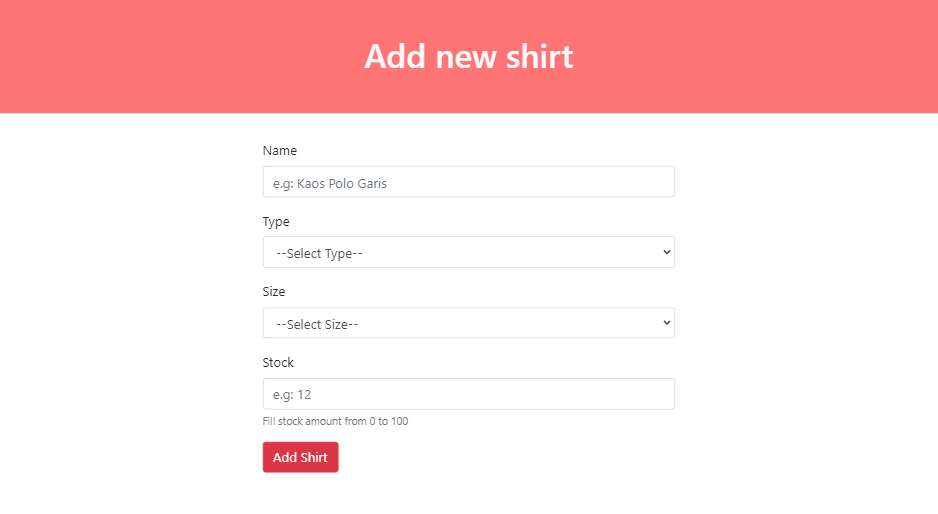 Add new shirt
Name
e.g: Kaos Polo Garis
Type
--Select Type--
Size
--Select Size--
Stock
e.g: 12
Fill stock amount from 0 to 100
Add Shirt